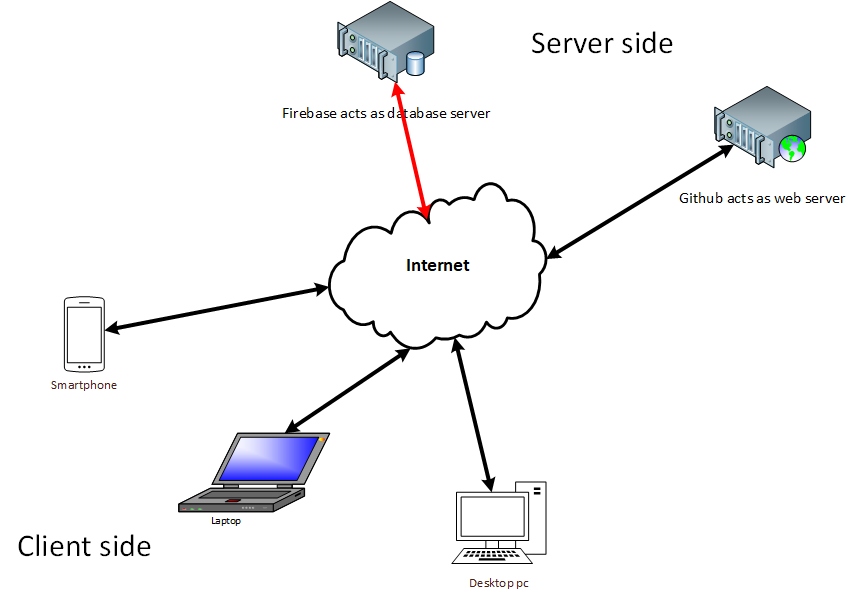 Server side
Firebase acts as database server
Github acts as web server
Internet
Smartphone
Laptop
Client side
Desktop pc